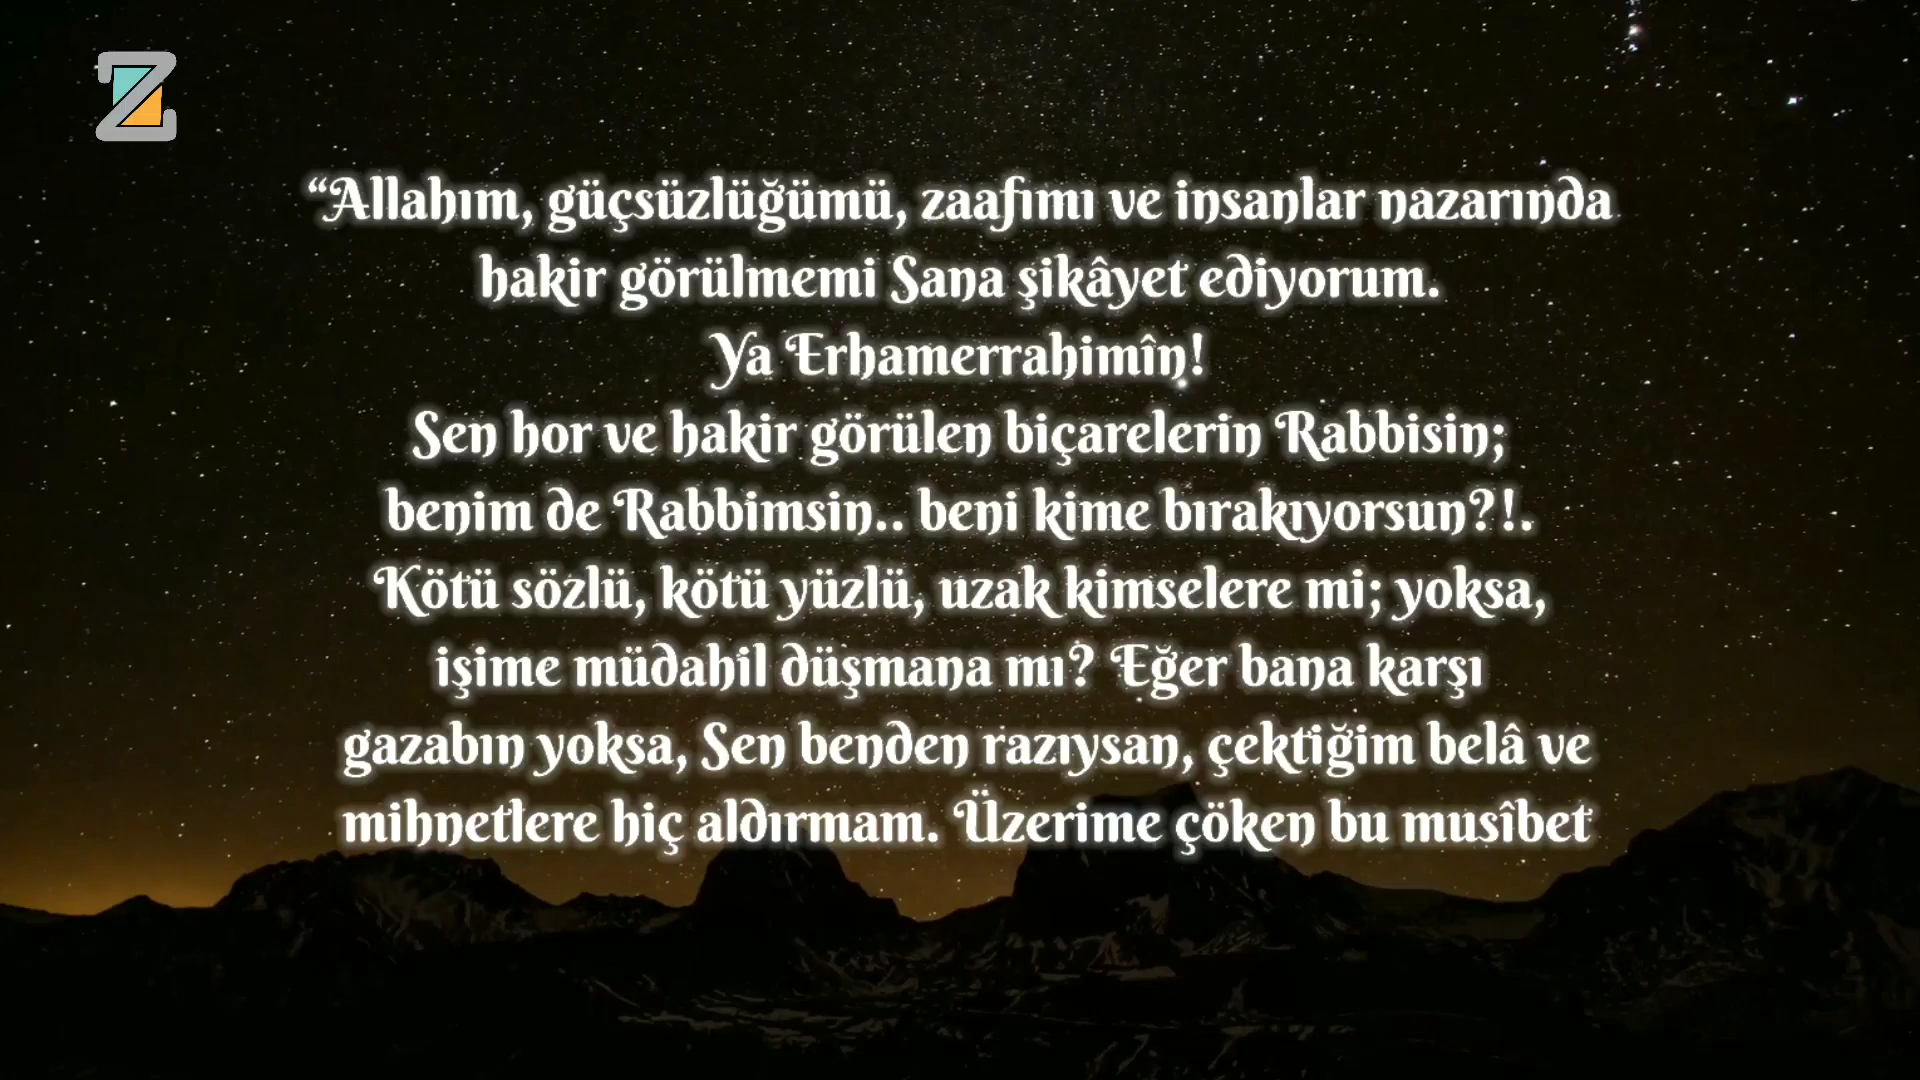 Z
“Allahım, güçsüzlüğümü, zaafımı ve insanlar nazarında
hakir görülmemi Sana şikâyet ediyorum.
Ya Erhamerrahimîn!
Sen hor ve hakir görülen biçarelerin Rabbisin;
benim de Rabbimsin.. beni kime bırakıyorsun?!.
Kötü sözlü, kötü yüzlü, uzak kimselere mi; yoksa,
işime müdahil düşmana mı? Eğer bana karşı
gazabın yoksa, Sen benden razıysan, çektiğim belâ ve
mihnetlere hiç aldırmam. Üzerime çöken bu musîbet